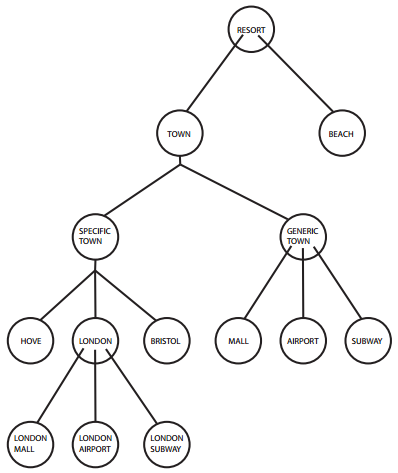 RESORT
TOWN
BEACH
SPECIFIC
TOWN
GENERIC
TOWN
HOVE
LONDON
BRISTOL
MALL
AIRPORT
SUBWAY
LONDON
MALL
LONDON
AIRPORT
LONDON
SUBWAY